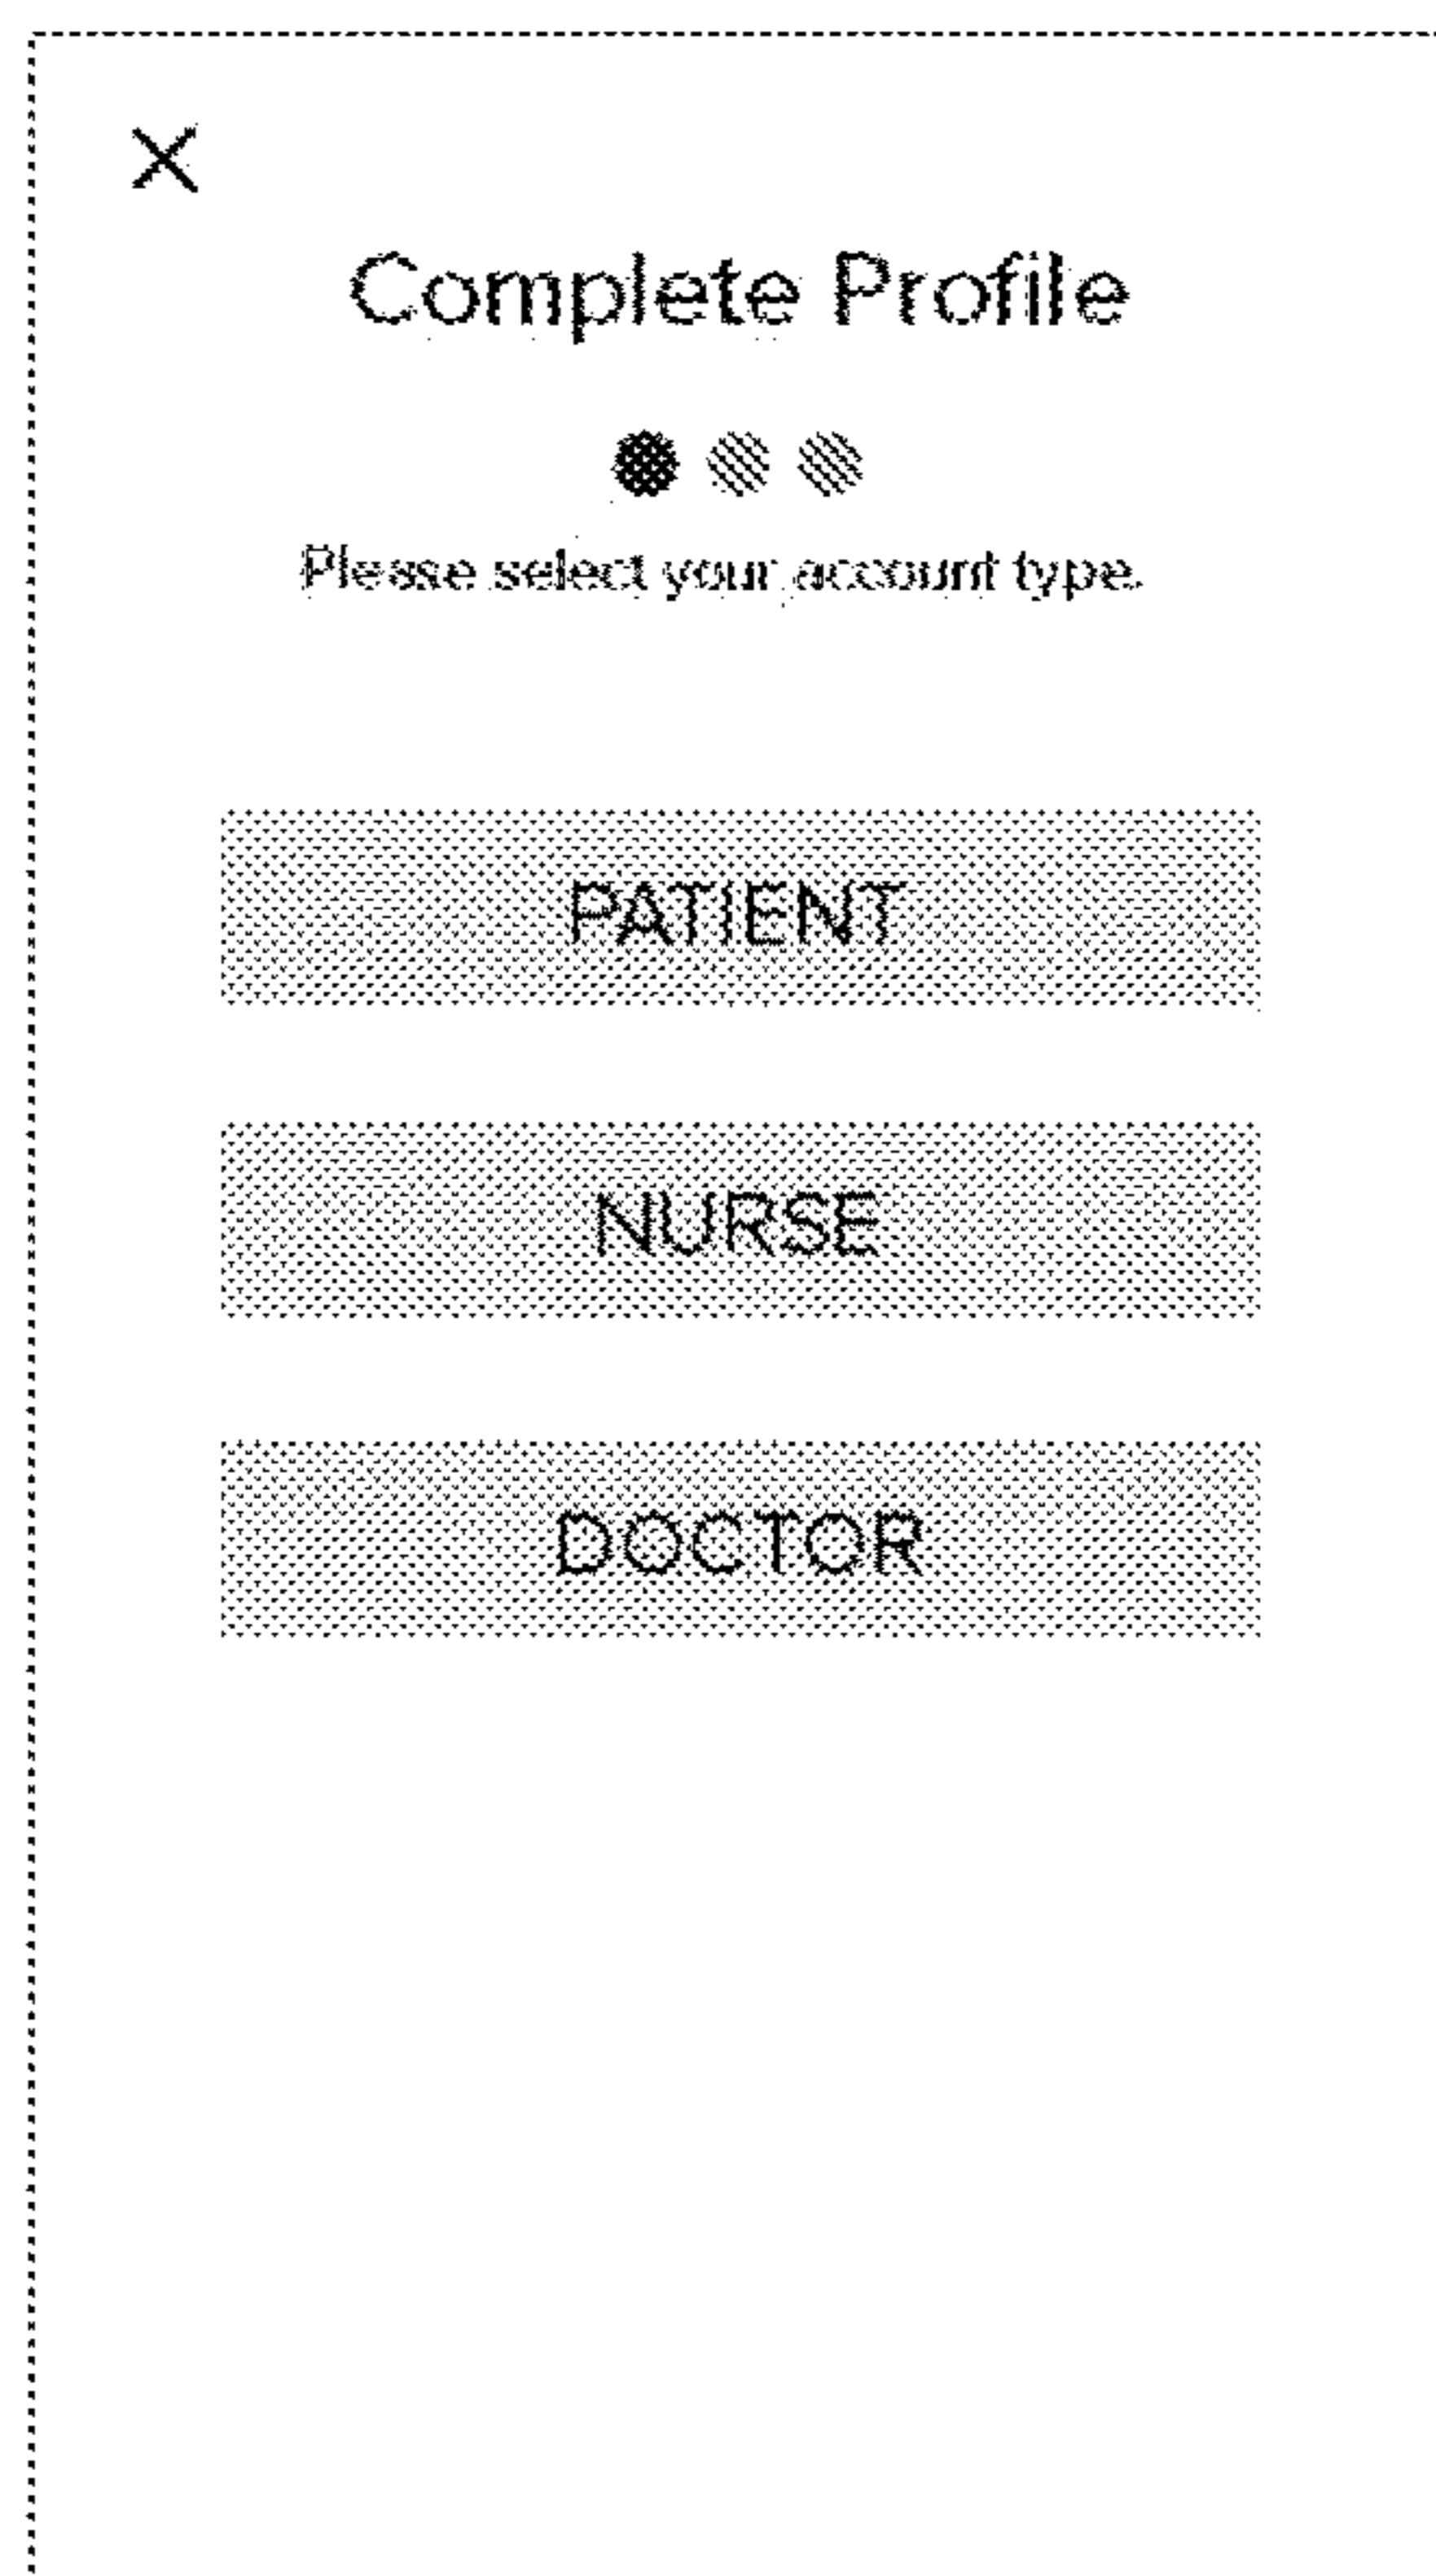 Complete Profile
Please select your account type.
PATIENT
NURSE
DOCTOR